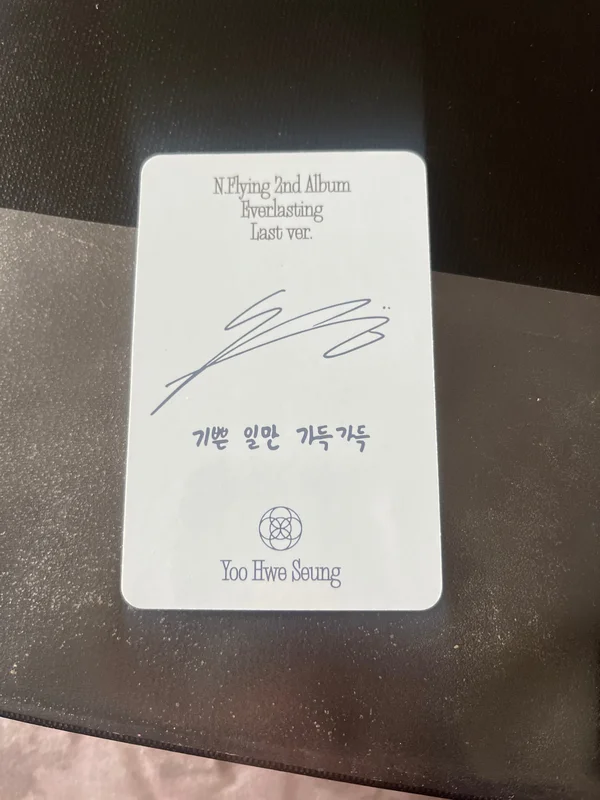 N.Flying 2nd Album
Everlasting
Last ver.
기쁜 일만 가득가득
Yoo Hwe Seung